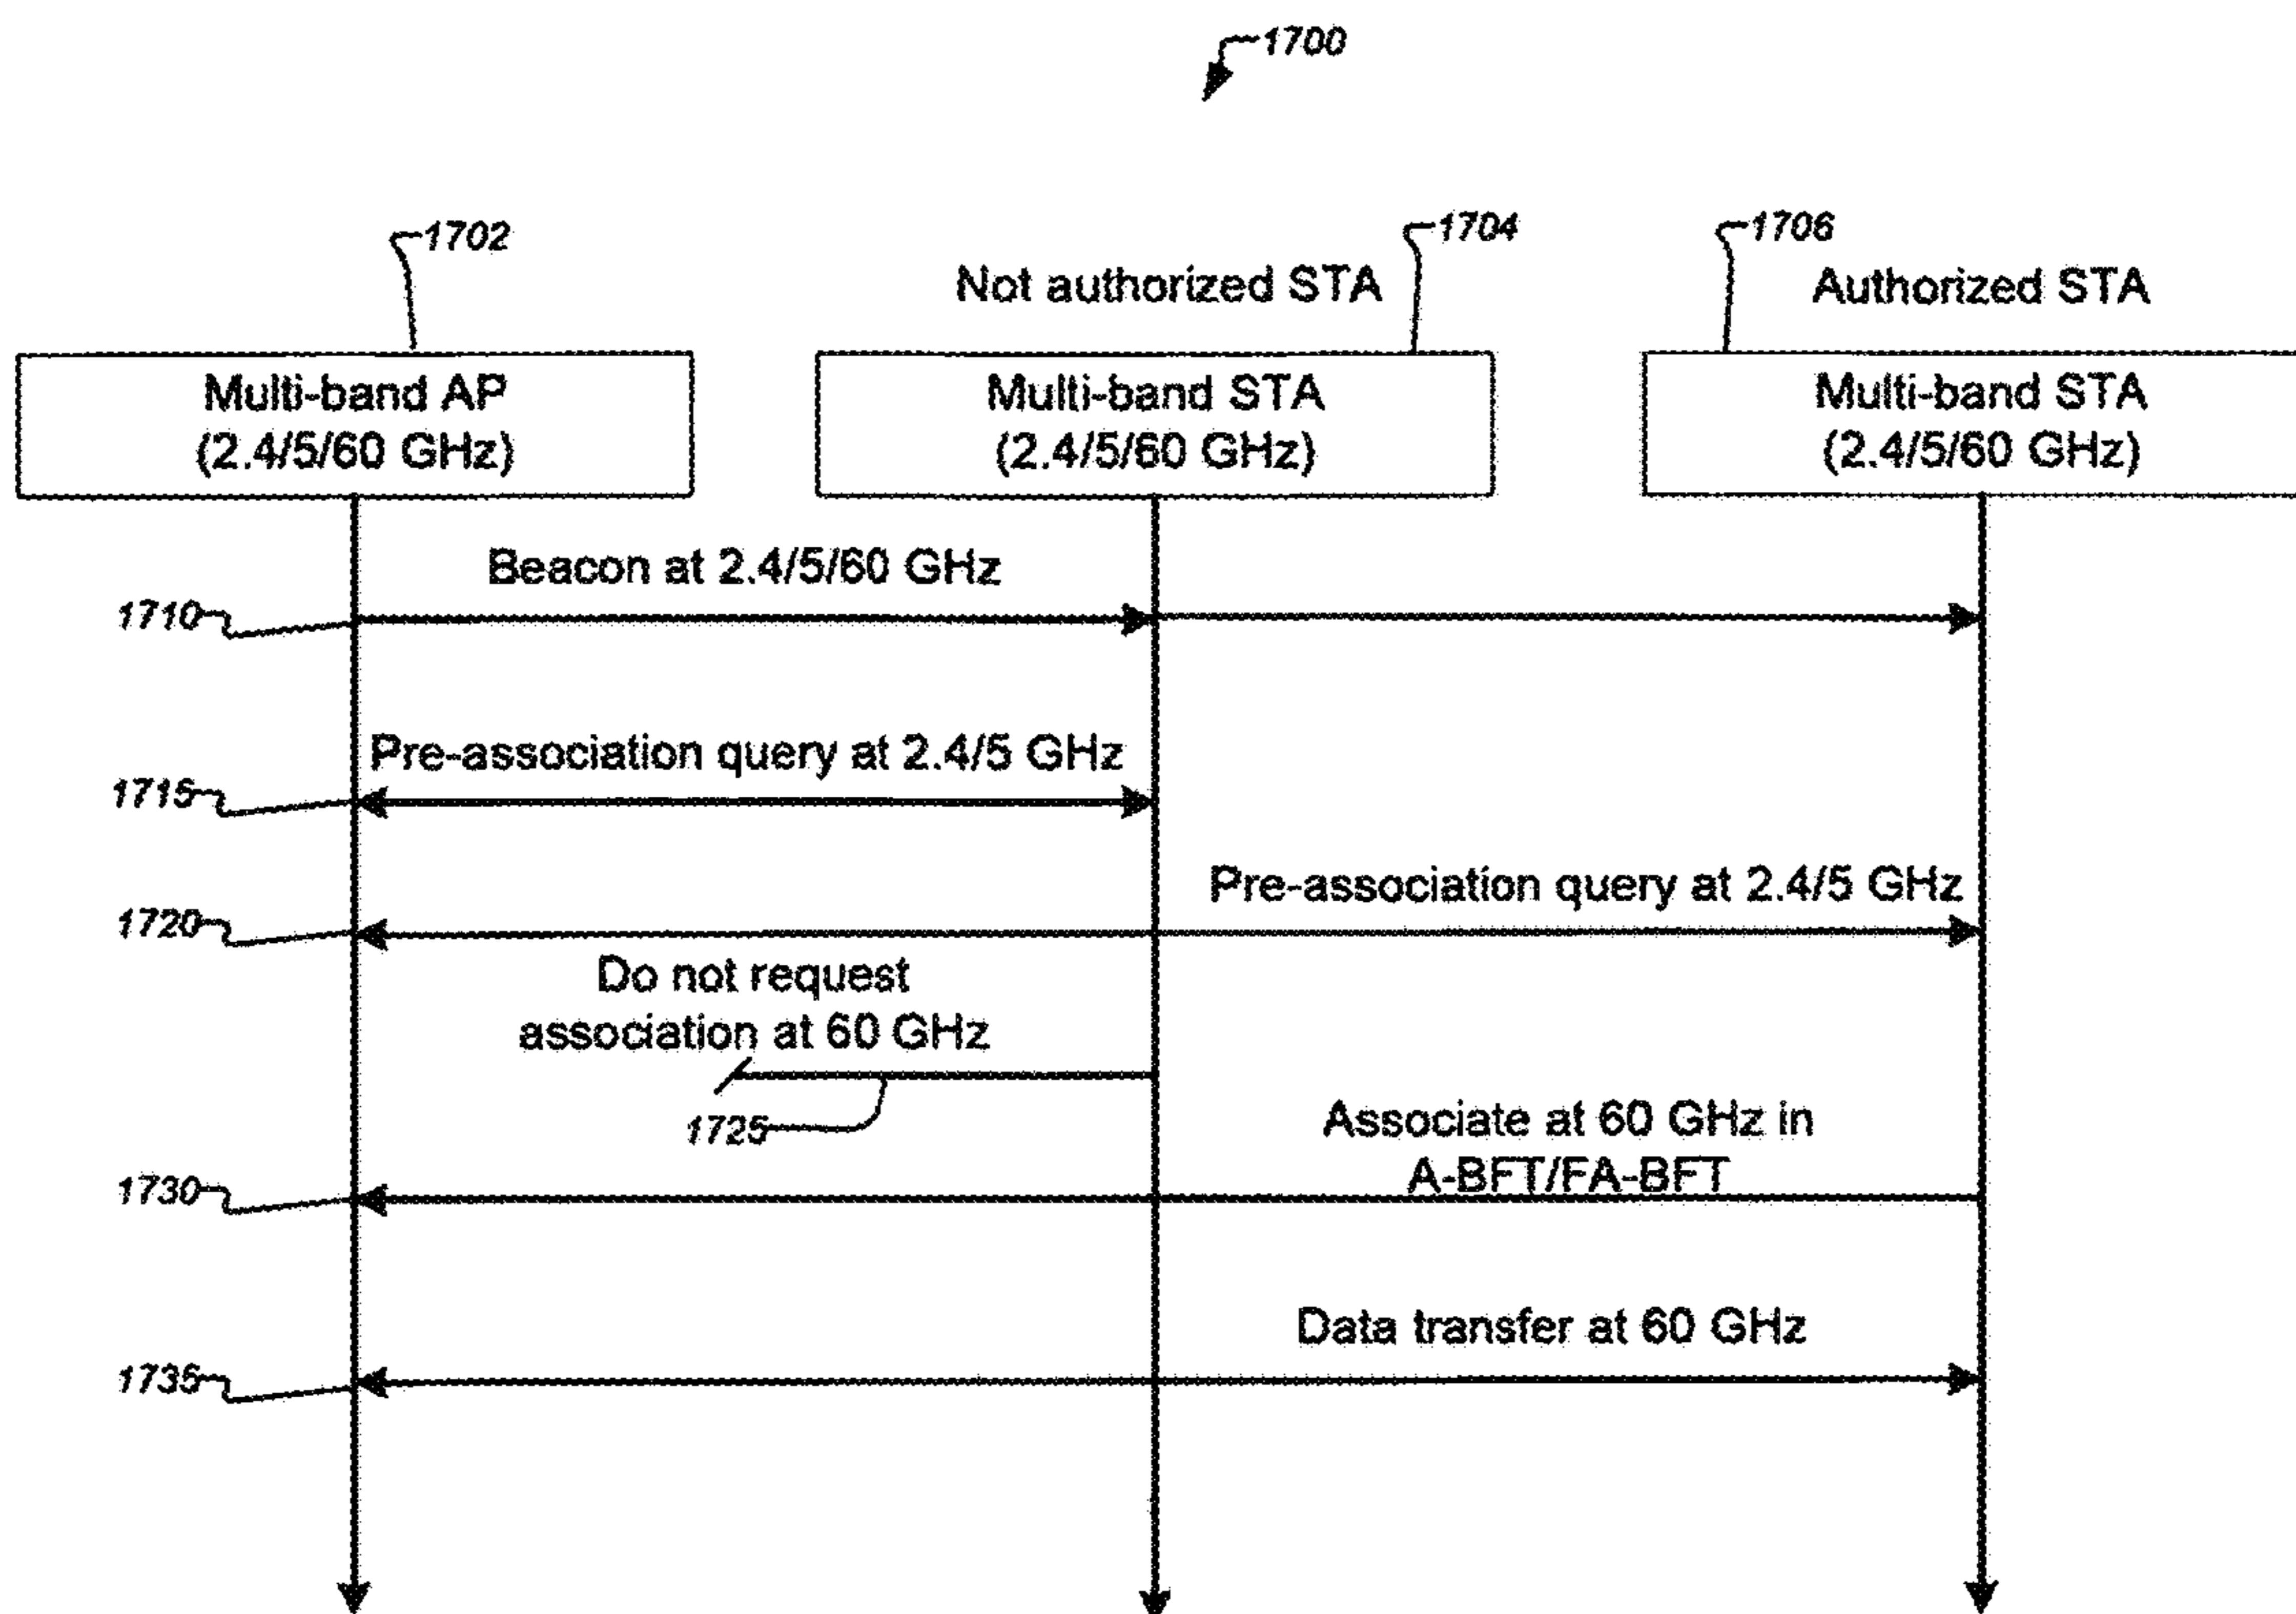 1700
1702
1704
1706
Not authorized STA
Authorized STA
Multi-band AP
(2.4/5/60 GHz)
Multi-band STA
(2.4/5/60 GHz)
Multi-band STA
(2.4/5/60 GHz)
Beacon at 2.4/5/60 GHz
1710
Pre-association query at 2.4/5 GHz
1715
Pre-association query at 2.4/5 GHz
1720
Do not request
association at 60 GHz
1725
Associate at 60 GHz in
A-BFT/FA-BFT
1730
Data transfer at 60 GHz
1735